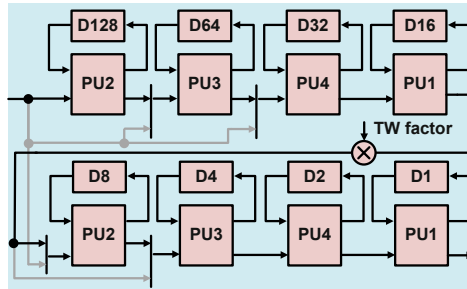 D128 D64 D32 D16
PU2 PU3 PU4 PU1
TW factor
D8 D4 D2 D1
PU2 PU3 PU4 PU1